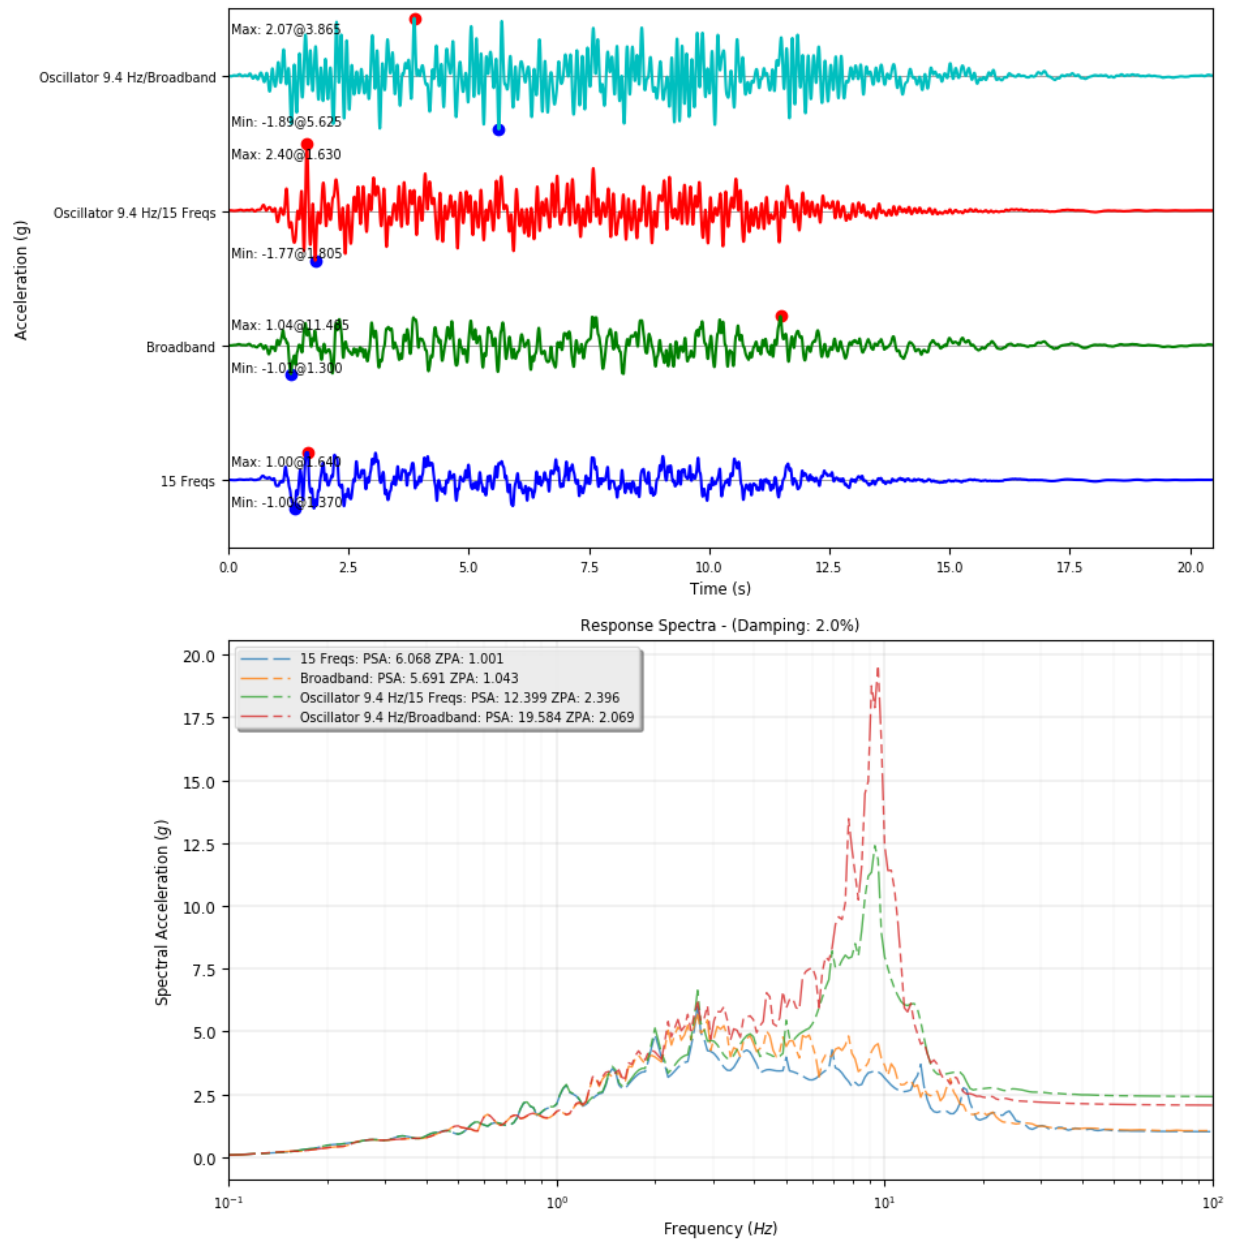 Max: 2.07@3.865
Oscillator 9.4 Hz/Broadband
Min: -1.89@5.625
Max: 2.40@1.630
Oscillator 9.4 Hz/15 Freqs
Min: -1.77@1.805
Acceleration (g)
Max: 1.04@11.485
Broadband
Min: -1.03@1.300
Max: 1.00@1.640
15 Freqs
Min: -1.00@1.370
0.0 2.5 5.0 7.5 10.0 12.5 15.0 17.5 20.0
Time (s)
Response Spectra - (Damping: 2.0%)
20.0
15 Freqs: PSA: 6.068 ZPA: 1.001
Broadband: PSA: 5.691 ZPA: 1.043
Oscillator 9.4 Hz/15 Freqs: PSA: 12.399 ZPA: 2.396
Oscillator 9.4 Hz/Broadband: PSA: 19.584 ZPA: 2.069
17.5
15.0
12.5
10.0
Spectral Acceleration (g)
7.5
5.0
2.5
0.0
10⁻¹ 10⁰ 10¹ 10²
Frequency (Hz)